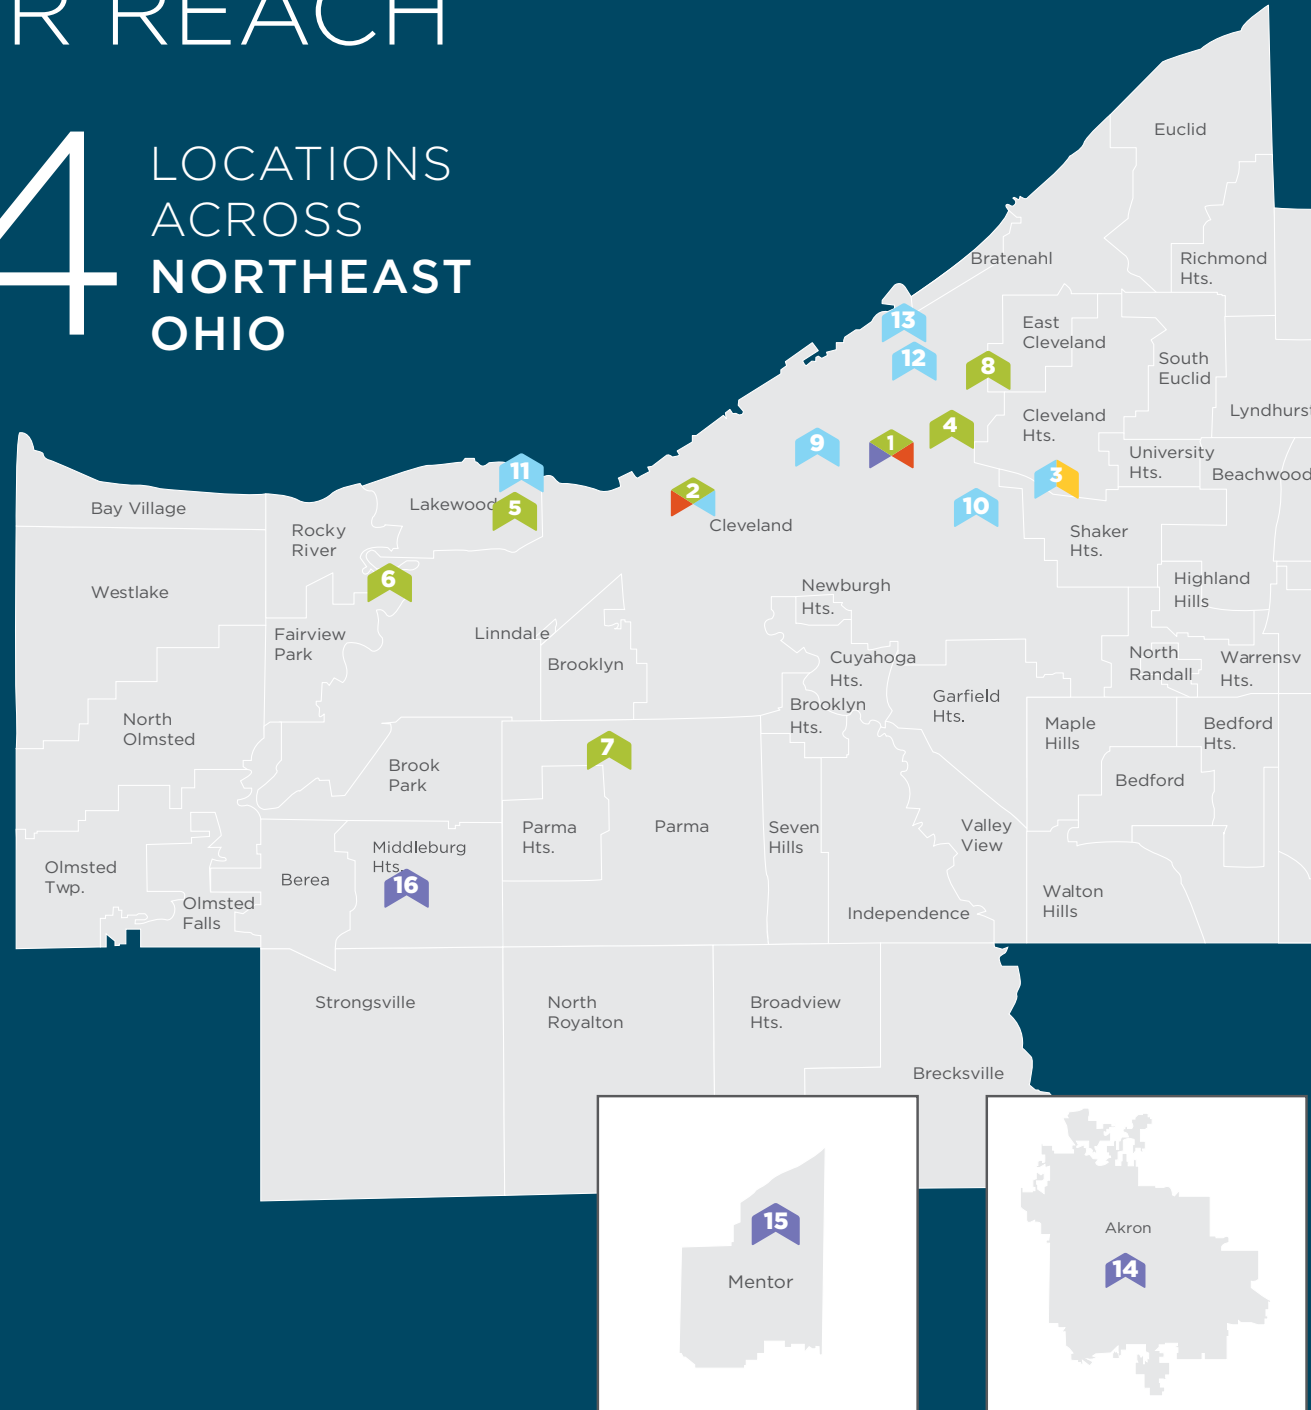 R REACH
4
LOCATIONS
ACROSS
NORTHEAST
OHIO
Euclid
Bratenahl
Richmond
Hts.
13
East
Cleveland
12
8
South
Euclid
Cleveland
Hts.
Lyndhurst
4
9
1
University
Hts.
Beachwood
11
3
Bay Village
Lakewood
5
2
Cleveland
10
Rocky
River
Shaker
Hts.
6
Westlake
Newburgh
Hts.
Highland
Hills
Fairview
Park
Linndale
Brooklyn
Cuyahoga
Hts.
North
Randall
Warrensv
Hts.
Brooklyn
Hts.
Garfield
Hts.
North
Olmsted
Maple
Hills
Bedford
Hts.
7
Brook
Park
Bedford
Parma
Hts.
Parma
Seven
Hills
Valley
View
Middleburg
Hts.
16
Olmsted
Twp.
Berea
Olmsted
Falls
Walton
Hills
Independence
Strongsville
North
Royalton
Broadview
Hts.
Brecksville
15
Mentor
Akron
14